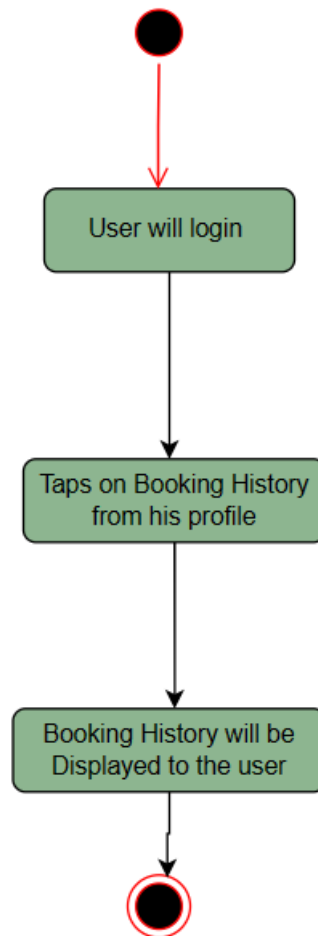 User will login
Taps on Booking History
from his profile
Booking History will be
Displayed to the user